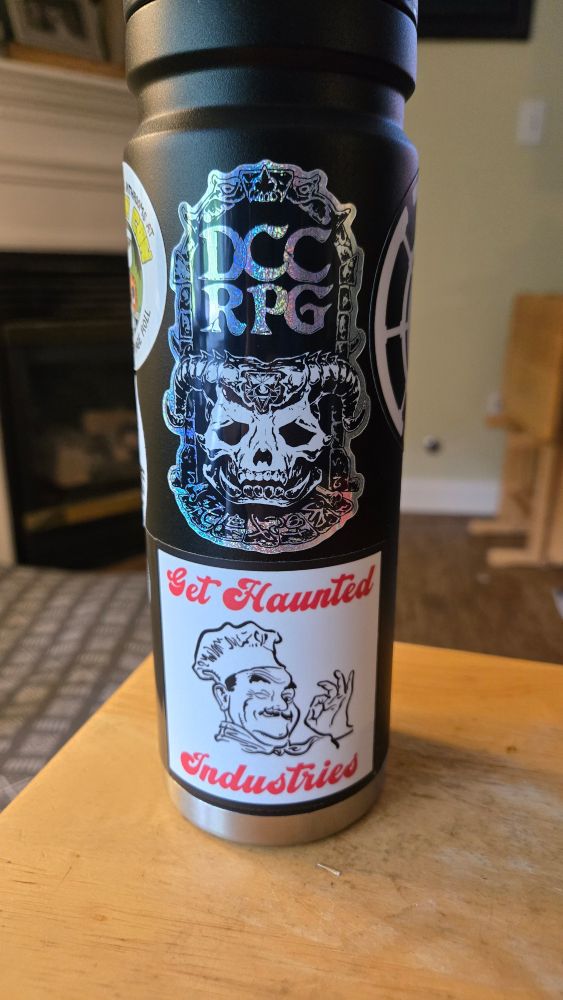 DCC
RPG
Get Haunted
Industries